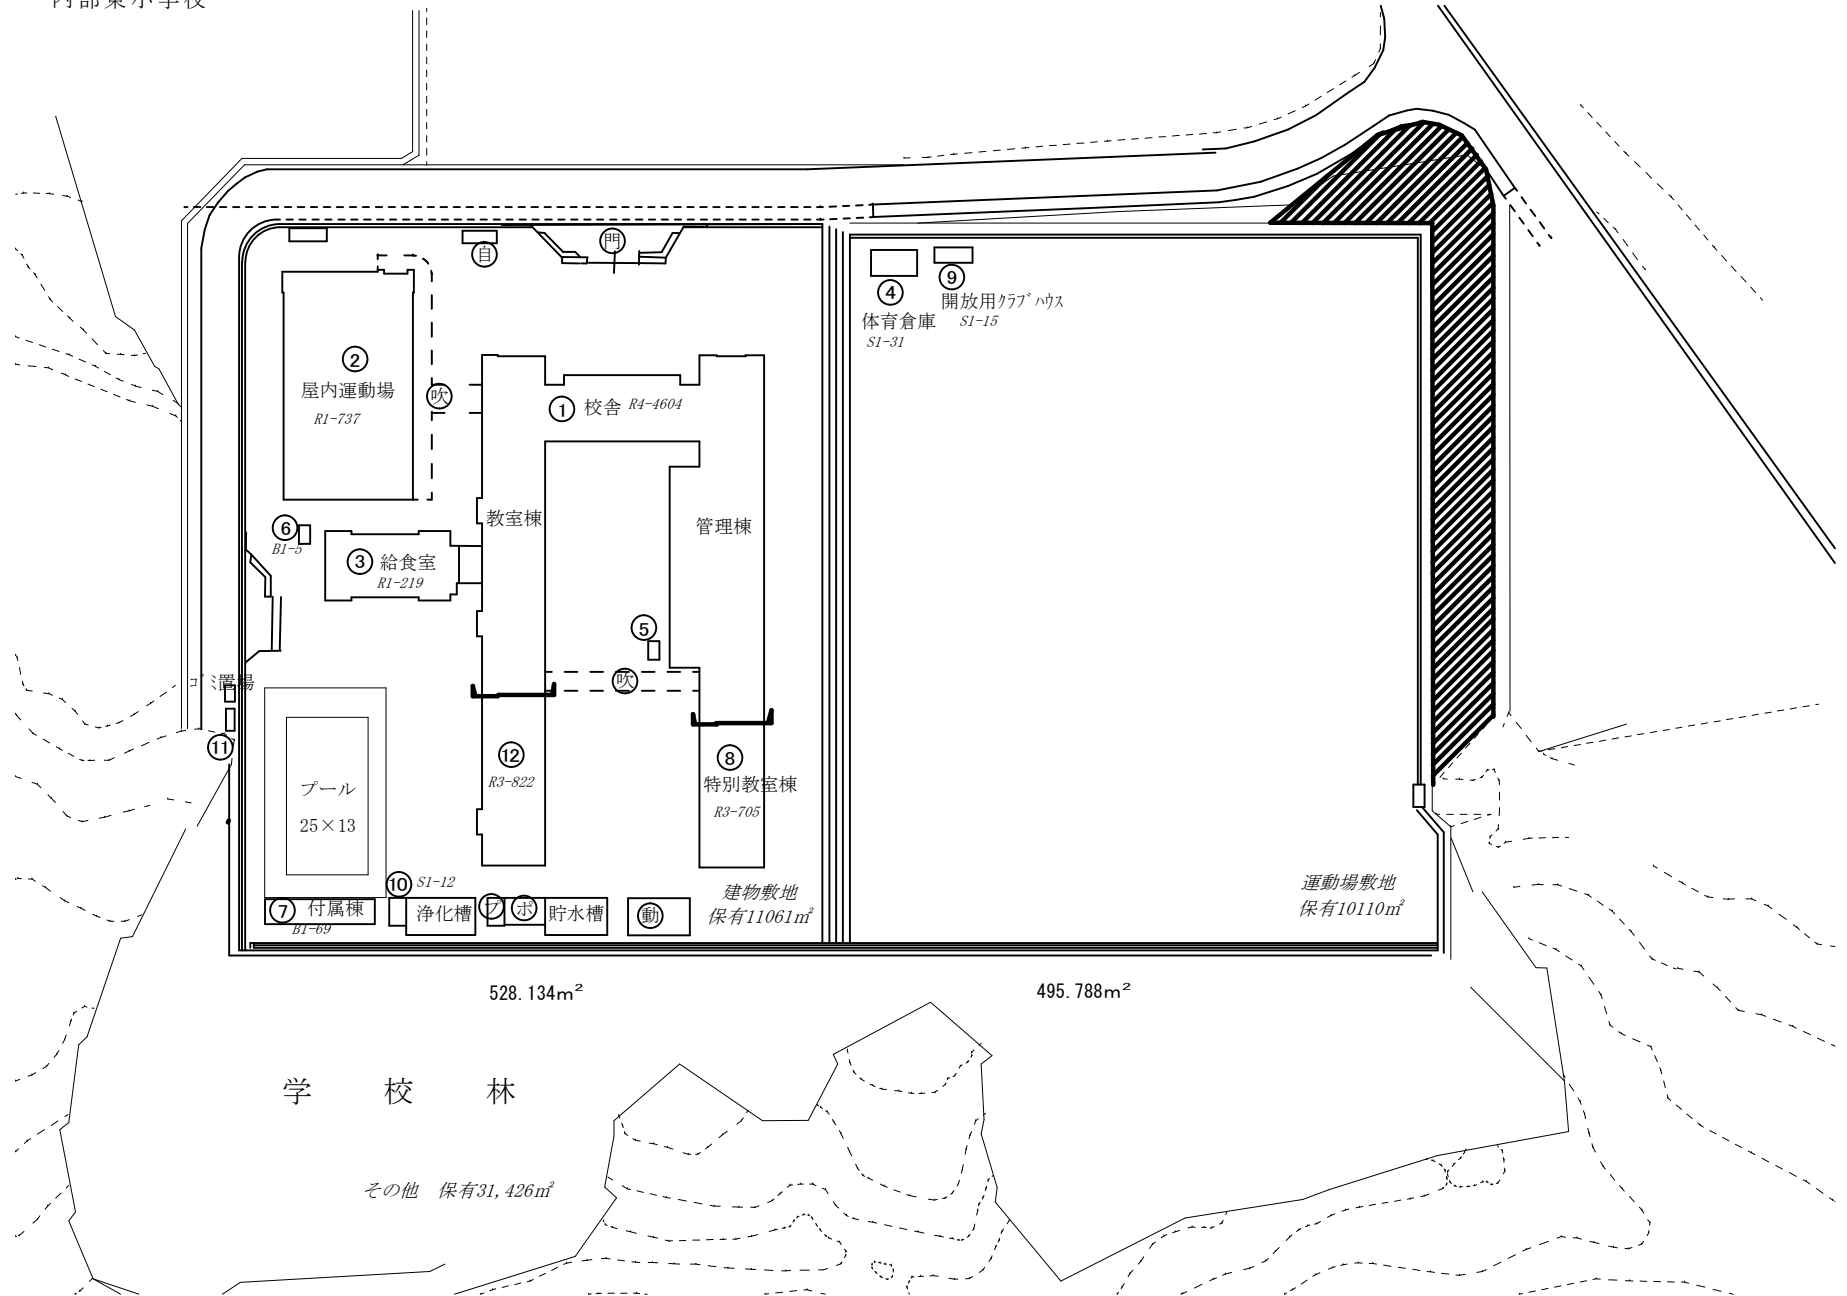 内部東小学校
自
門
④
体育倉庫
S1-31
⑨
開放用クラブハウス
S1-15
②
屋内運動場
R1-737
吹
① 校舎 R4-4604
教室棟
管理棟
⑥
B1-5
③ 給食室
R1-219
⑤
吹
ゴミ置場
⑪
プール
25×13
⑫
R3-822
⑧
特別教室棟
R3-705
⑩ S1-12
⑦ 付属棟
B1-69
浄化槽
プ
ポ
貯水槽
動
建物敷地
保有11061㎡
運動場敷地
保有10110㎡
528.134m²
495.788m²
学校林
その他 保有31,426㎡